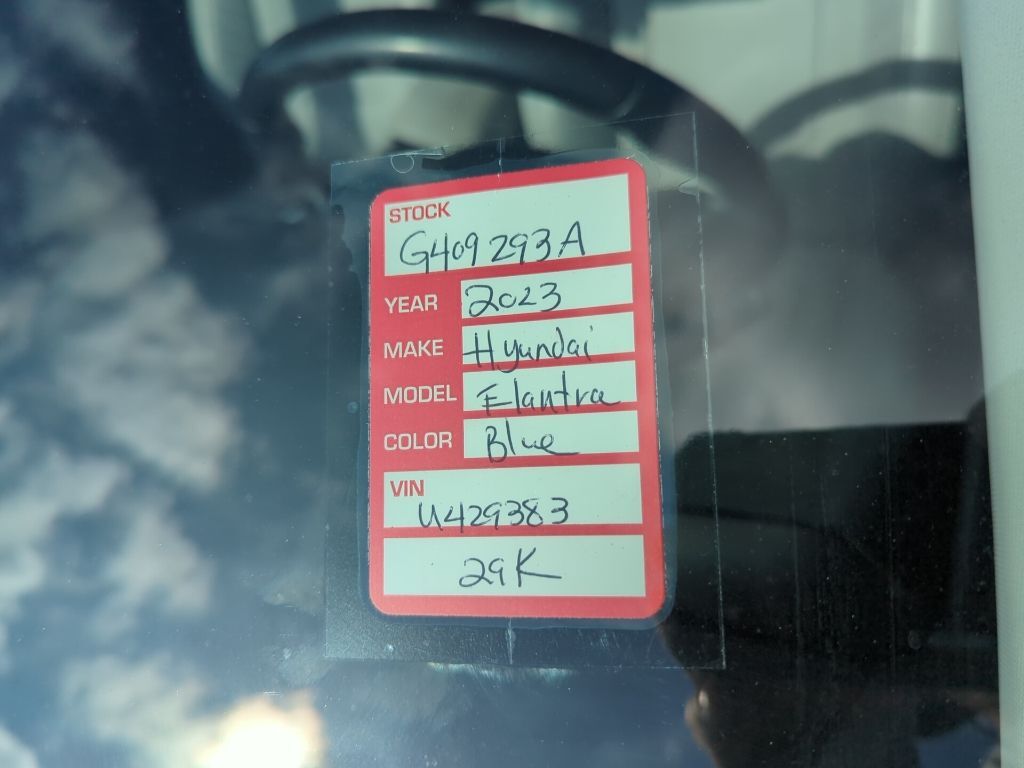 STOCK
G409293A
YEAR 2023
MAKE Hyundai
MODEL Elantra
COLOR Blue
VIN
U429383
29K